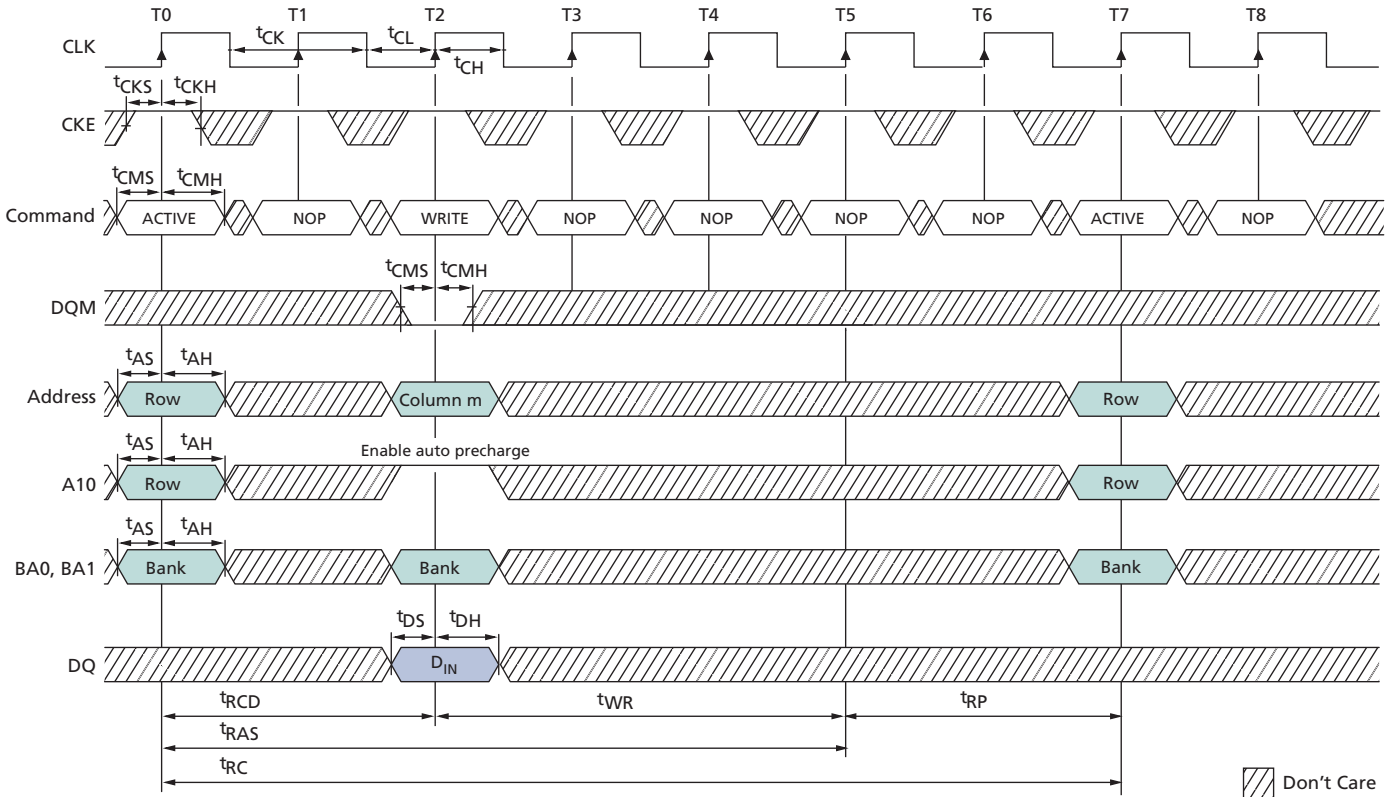 T0 T1 T2 T3 T4 T5 T6 T7 T8
CLK tCK tCL tCH
tCKS tCKH
CKE
tCMS tCMH
Command ACTIVE NOP WRITE NOP NOP NOP NOP ACTIVE NOP
tCMS tCMH
DQM
tAS tAH
Address Row Column m Row
tAS tAH Enable auto precharge
A10 Row Row
tAS tAH
BA0, BA1 Bank Bank Bank
tDS tDH
DQ DIN
tRCD tWR tRP
tRAS
tRC
Don't Care